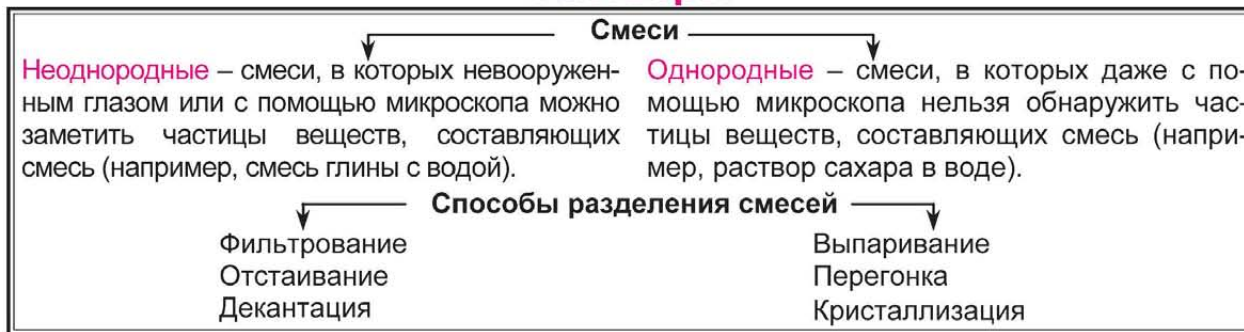 Смеси
Неоднородные – смеси, в которых невооружен-
ным глазом или с помощью микроскопа можно
заметить частицы веществ, составляющих
смесь (например, смесь глины с водой).
Однородные – смеси, в которых даже с по-
мощью микроскопа нельзя обнаружить час-
тицы веществ, составляющих смесь (напри-
мер, раствор сахара в воде).
Способы разделения смесей
Фильтрование
Отстаивание
Декантация
Выпаривание
Перегонка
Кристаллизация